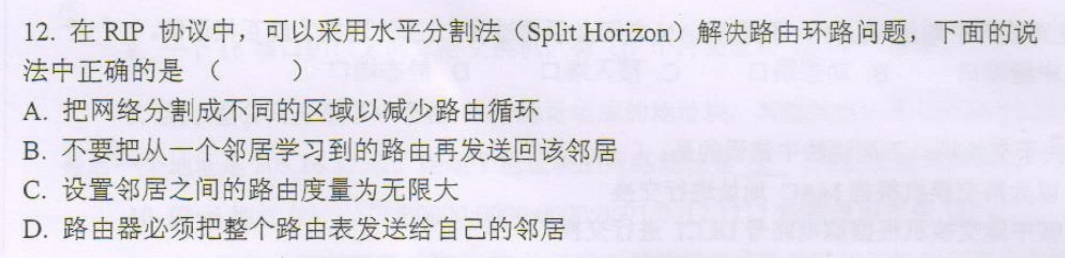 12. 在 RIP 协议中，可以采用水平分割法（Split Horizon）解决路由环路问题，下面的说
法中正确的是（ ）
A. 把网络分割成不同的区域以减少路由循环
B. 不要把从一个邻居学习到的路由再发送回该邻居
C. 设置邻居之间的路由度量为无限大
D. 路由器必须把整个路由表发送给自己的邻居